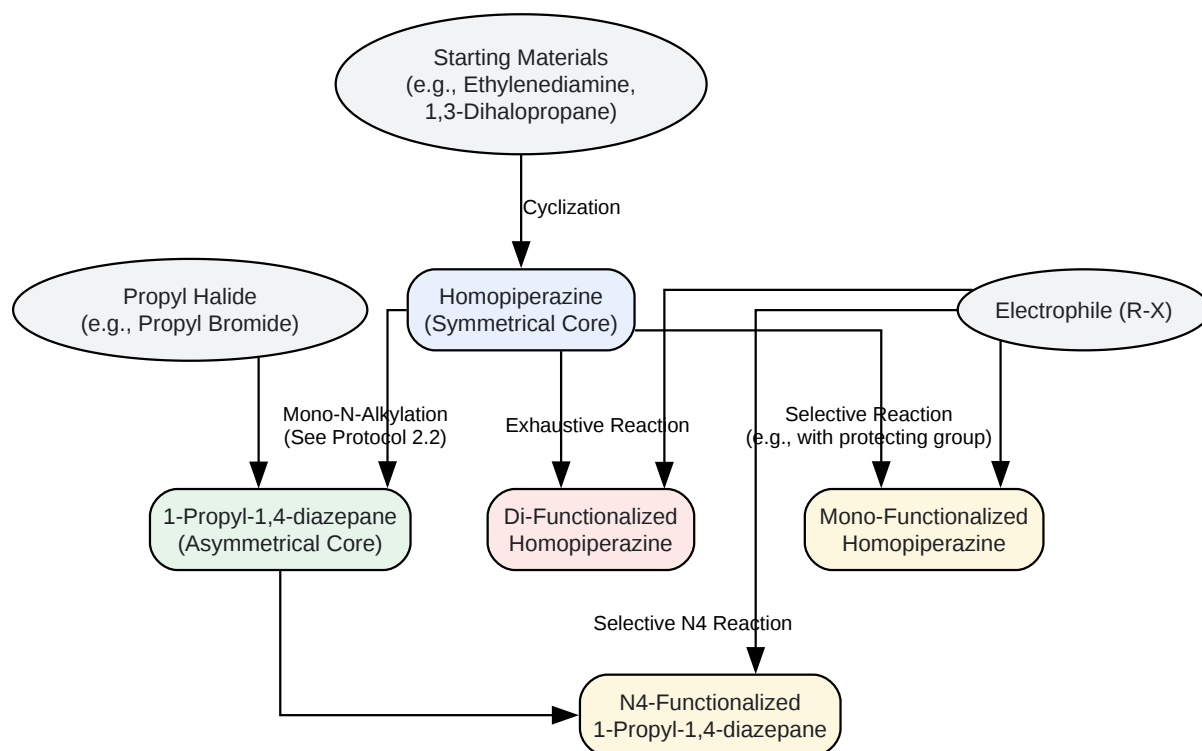 Starting Materials
(e.g., Ethylenediamine,
1,3-Dihalopropane)
Cyclization
Propyl Halide
(e.g., Propyl Bromide)
Homopiperazine
(Symmetrical Core)
Electrophile (R-X)
Mono-N-Alkylation
(See Protocol 2.2)
Exhaustive Reaction
Selective Reaction
(e.g., with protecting group)
1-Propyl-1,4-diazepane
(Asymmetrical Core)
Di-Functionalized
Homopiperazine
Mono-Functionalized
Homopiperazine
Selective N4 Reaction
N4-Functionalized
1-Propyl-1,4-diazepane